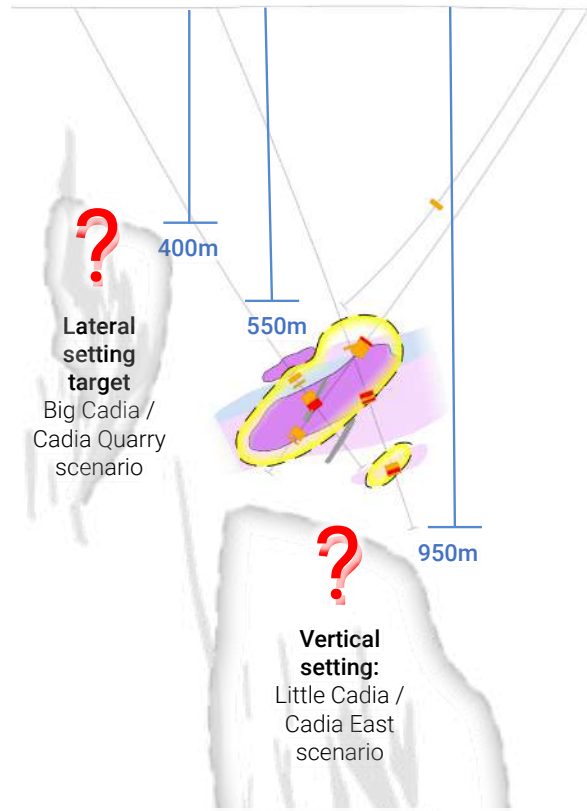 ?
400m
550m
Lateral
setting
target
Big Cadia /
Cadia Quarry
scenario
?
950m
Vertical
setting:
Little Cadia /
Cadia East
scenario